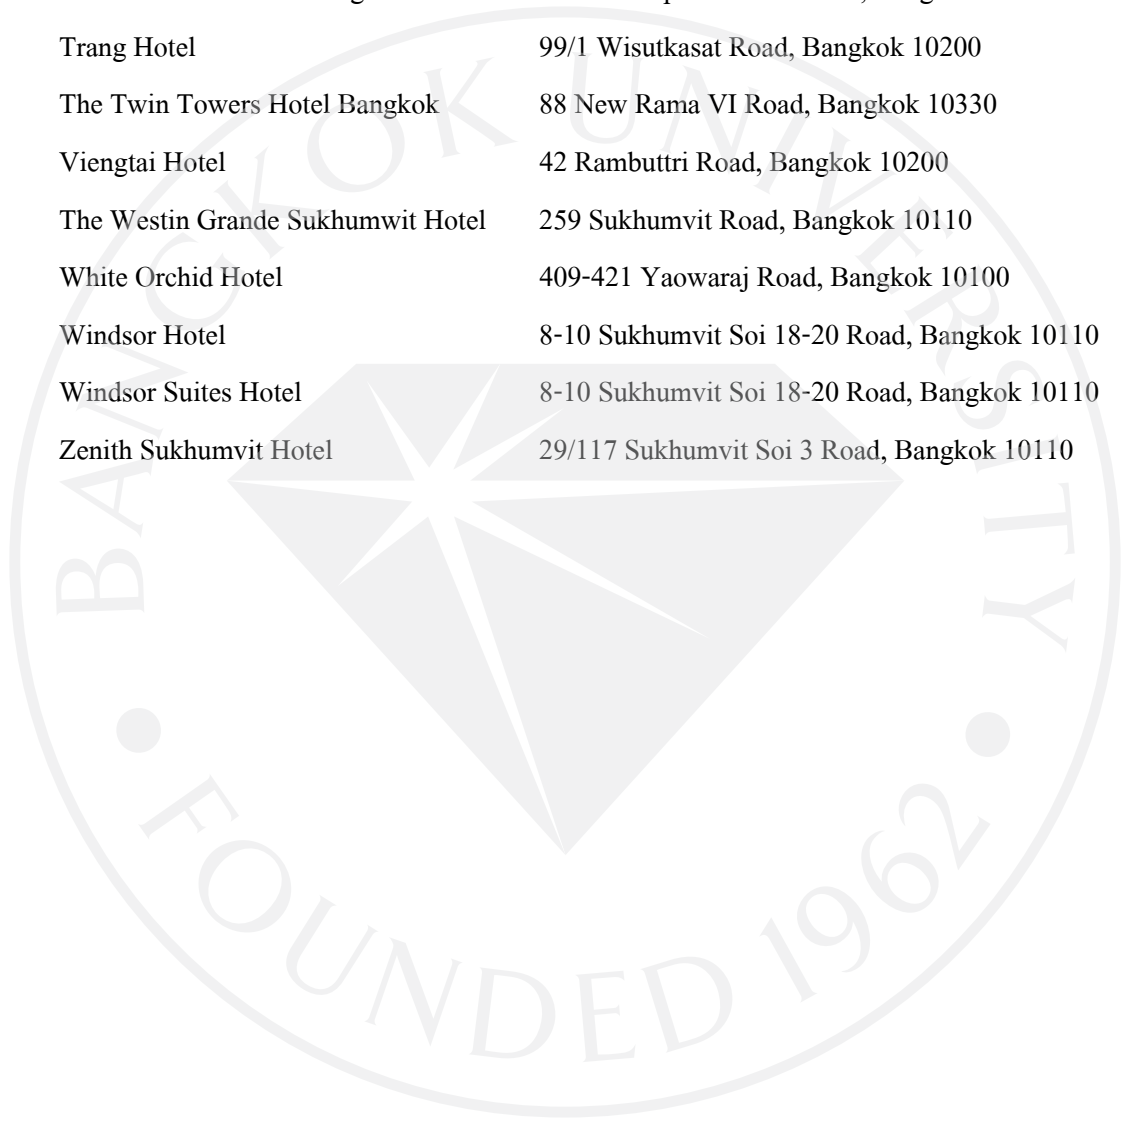 Trang Hotel 99/1 Wisutkasat Road, Bangkok 10200
The Twin Towers Hotel Bangkok 88 New Rama VI Road, Bangkok 10330
Viengtai Hotel 42 Rambuttri Road, Bangkok 10200
The Westin Grande Sukhumwit Hotel 259 Sukhumvit Road, Bangkok 10110
White Orchid Hotel 409-421 Yaowaraj Road, Bangkok 10100
Windsor Hotel 8-10 Sukhumvit Soi 18-20 Road, Bangkok 10110
Windsor Suites Hotel 8-10 Sukhumvit Soi 18-20 Road, Bangkok 10110
Zenith Sukhumvit Hotel 29/117 Sukhumvit Soi 3 Road, Bangkok 10110
BANGKOK UNIVERSITY
FOUNDED 1962